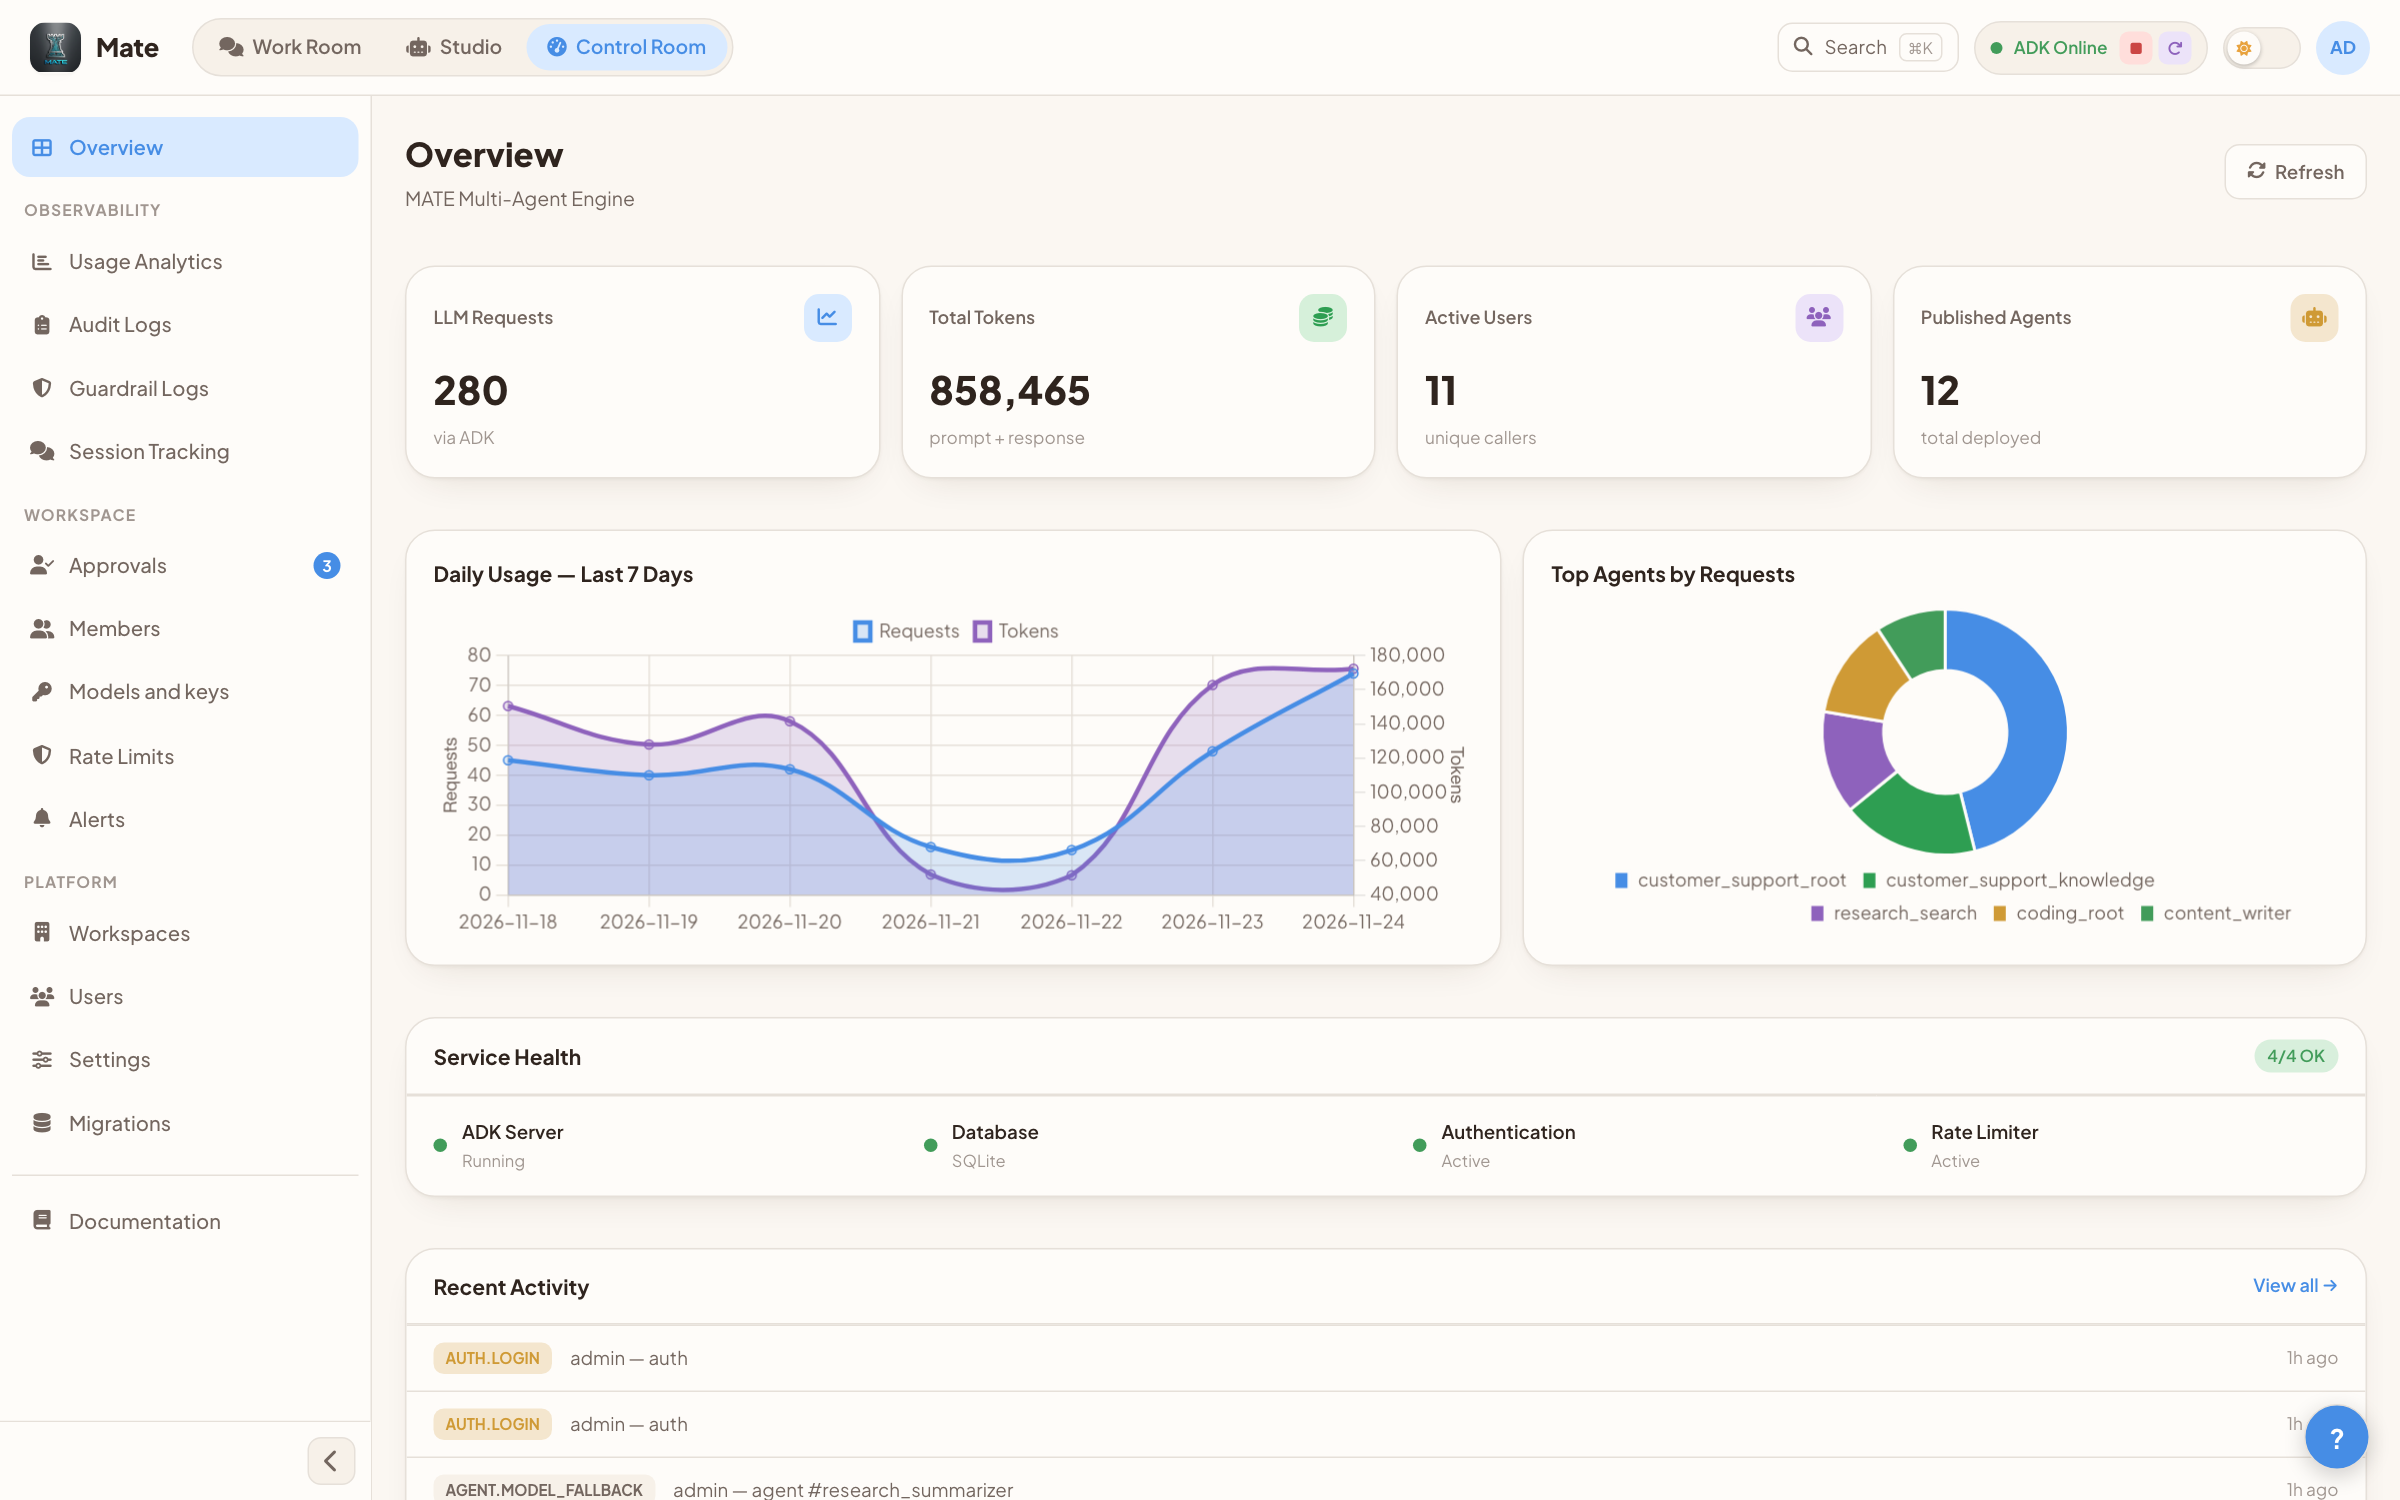 Mate
Work Room
Studio
Control Room
Search ⌘K
ADK Online
AD
Overview
OBSERVABILITY
Usage Analytics
Audit Logs
Guardrail Logs
Session Tracking
WORKSPACE
Approvals 3
Members
Models and keys
Rate Limits
Alerts
PLATFORM
Workspaces
Users
Settings
Migrations
Documentation
Overview
MATE Multi-Agent Engine
Refresh
LLM Requests
280
via ADK
Total Tokens
858,465
prompt + response
Active Users
11
unique callers
Published Agents
12
total deployed
Daily Usage — Last 7 Days
Requests Tokens
80
70
60
50
40
30
20
10
0
Requests
180,000
160,000
140,000
120,000
100,000
80,000
60,000
40,000
Tokens
2026-11-18 2026-11-19 2026-11-20 2026-11-21 2026-11-22 2026-11-23 2026-11-24
Top Agents by Requests
customer_support_root customer_support_knowledge
research_search coding_root content_writer
Service Health
4/4 OK
ADK Server
Running
Database
SQLite
Authentication
Active
Rate Limiter
Active
Recent Activity
View all →
AUTH.LOGIN admin — auth 1h ago
AUTH.LOGIN admin — auth 1h
?
AGENT.MODEL_FALLBACK admin — agent #research_summarizer 1h ago